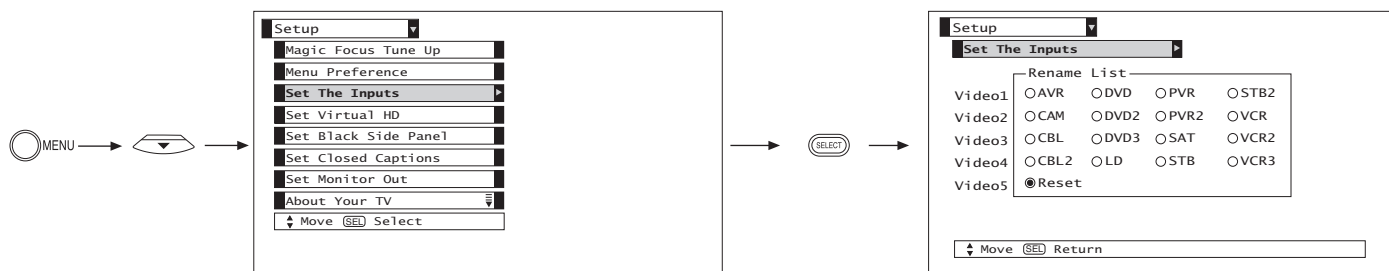 MENU
Setup
Magic Focus Tune Up
Menu Preference
Set The Inputs
Set Virtual HD
Set Black Side Panel
Set Closed Captions
Set Monitor Out
About Your TV
Move SEL Select
SELECT
Setup
Set The Inputs
Rename List
Video1 AVR DVD PVR STB2
Video2 CAM DVD2 PVR2 VCR
Video3 CBL DVD3 SAT VCR2
Video4 CBL2 LD STB VCR3
Video5 Reset
Move SEL Return